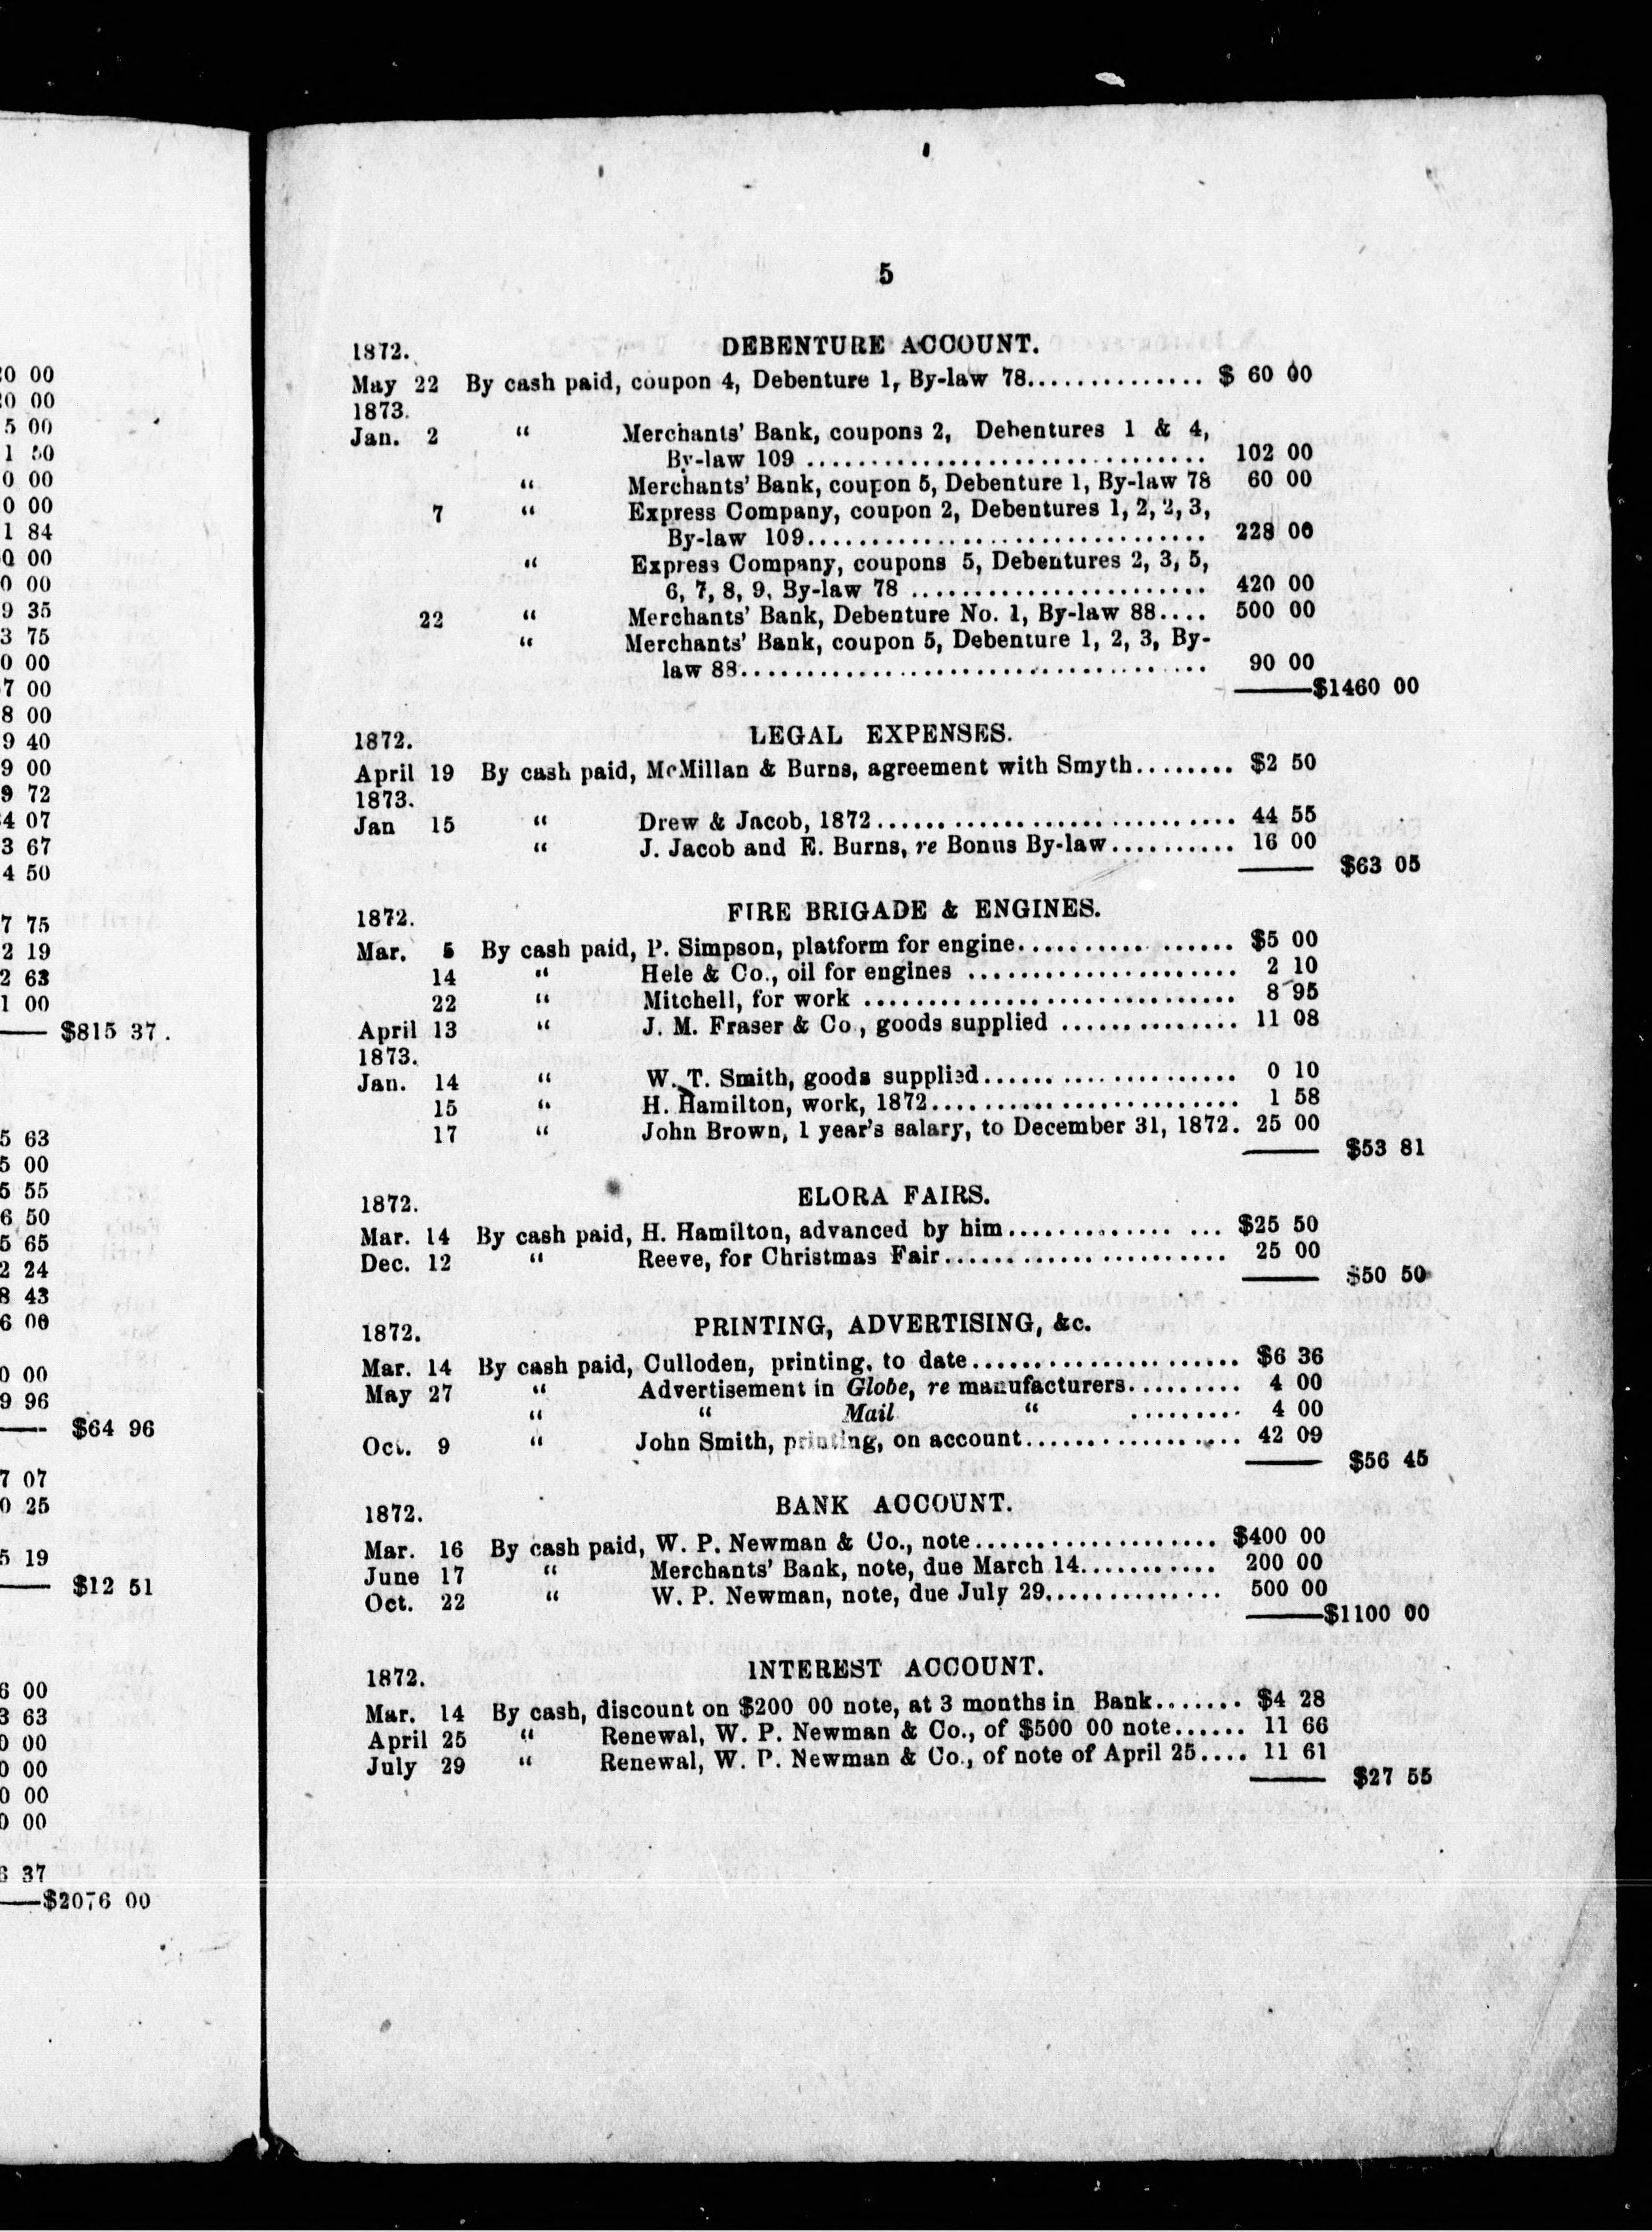 5
1872. DEBENTURE ACCOUNT.
May 22 By cash paid, coupon 4, Debenture 1, By-law 78.............. $ 60 00
1873.
Jan. 2 “ Merchants' Bank, coupons 2, Debentures 1 & 4,
By-law 109 .............................. 102 00
“ Merchants' Bank, coupon 5, Debenture 1, By-law 78 60 00
7 “ Express Company, coupon 2, Debentures 1, 2, 2, 3,
By-law 109.............................. 228 00
“ Express Company, coupons 5, Debentures 2, 3, 5,
6, 7, 8, 9, By-law 78 ...................... 420 00
22 “ Merchants' Bank, Debenture No. 1, By-law 88.... 500 00
“ Merchants' Bank, coupon 5, Debenture 1, 2, 3, By-
law 88.................................. 90 00
$1460 00
1872. LEGAL EXPENSES.
April 19 By cash paid, McMillan & Burns, agreement with Smyth........ $2 50
1873.
Jan 15 “ Drew & Jacob, 1872............................ 44 55
“ J. Jacob and E. Burns, re Bonus By-law.......... 16 00
$63 05
1872. FIRE BRIGADE & ENGINES.
Mar. 5 By cash paid, P. Simpson, platform for engine................ $5 00
14 “ Hele & Co., oil for engines ..................... 2 10
22 “ Mitchell, for work ............................. 8 95
April 13 “ J. M. Fraser & Co., goods supplied .............. 11 08
1873.
Jan. 14 “ W. T. Smith, goods supplied.................... 0 10
15 “ H. Hamilton, work, 1872........................ 1 58
17 “ John Brown, 1 year's salary, to December 31, 1872. 25 00
$53 81
1872. ELORA FAIRS.
Mar. 14 By cash paid, H. Hamilton, advanced by him................ $25 50
Dec. 12 “ Reeve, for Christmas Fair...................... 25 00
$50 50
1872. PRINTING, ADVERTISING, &c.
Mar. 14 By cash paid, Culloden, printing, to date..................... $6 36
May 27 “ Advertisement in Globe, re manufacturers......... 4 00
“ “ Mail “ ......... 4 00
Oct. 9 “ John Smith, printing, on account................. 42 09
$56 45
1872. BANK ACCOUNT.
Mar. 16 By cash paid, W. P. Newman & Co., note................... $400 00
June 17 “ Merchants' Bank, note, due March 14........... 200 00
Oct. 22 “ W. P. Newman, note, due July 29.............. 500 00
$1100 00
1872. INTEREST ACCOUNT.
Mar. 14 By cash, discount on $200 00 note, at 3 months in Bank....... $4 28
April 25 “ Renewal, W. P. Newman & Co., of $500 00 note...... 11 66
July 29 “ Renewal, W. P. Newman & Co., of note of April 25.... 11 61
$27 55
$815 37.
$64 96
$12 51
$2076 00